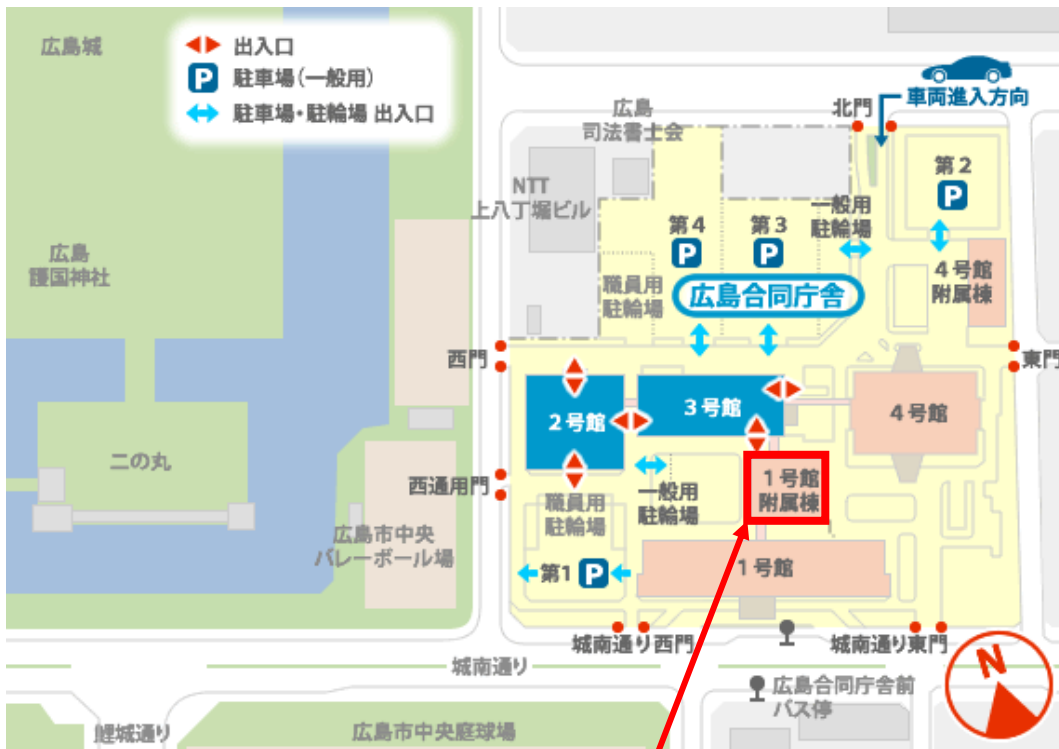 広島城
出入口
P 駐車場(一般用)
駐車場・駐輪場 出入口
車両進入方向
北門
広島
司法書士会
NTT
上八丁堀ビル
第2
P
一般用
駐輪場
第4
P
第3
P
広島
護国神社
職員用
駐輪場
広島合同庁舎
4号館
附属棟
西門
東門
2号館
3号館
4号館
二の丸
西通用門
職員用
駐輪場
一般用
駐輪場
1号館
附属棟
広島市中央
バレーボール場
第1 P
1号館
城南通り西門
城南通り東門
N
城南通り
広島合同庁舎前
バス停
鯉城通り
広島市中央庭球場